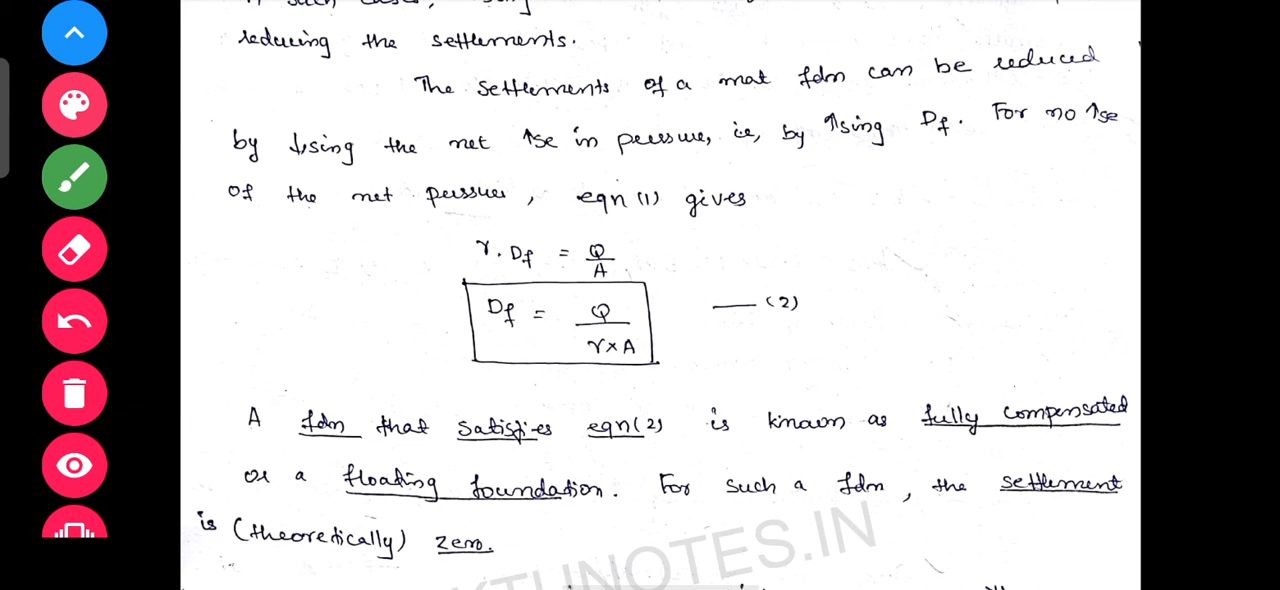 reducing the settlements.
The settlements of a mat fdn can be reduced
by ↓sing the net ↑se in pressure, ie, by ↑sing Df. For no ↑se
of the net pressure, eqn (1) gives
γ. Df = Q/A
Df = Q/γ×A —— (2)
A fdn that satisfies eqn(2) is known as fully compensated
or a floating foundation. For such a fdn, the settlement
is (theoretically) zero.
KTUNOTES.IN